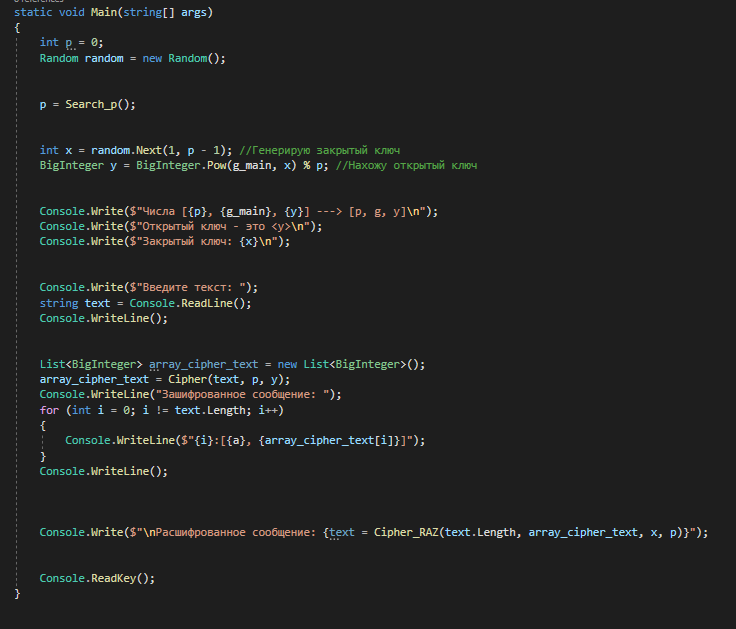 static void Main(string[] args)
{
int p = 0;
Random random = new Random();
p = Search_p();
int x = random.Next(1, p - 1); //Генерирую закрытый ключ
BigInteger y = BigInteger.Pow(g_main, x) % p; //Нахожу открытый ключ
Console.Write($"Числа [{p}, {g_main}, {y}] ---> [p, g, y]\n");
Console.Write($"Открытый ключ - это <y>\n");
Console.Write($"Закрытый ключ: {x}\n");
Console.Write($"Введите текст: ");
string text = Console.ReadLine();
Console.WriteLine();
List<BigInteger> array_cipher_text = new List<BigInteger>();
array_cipher_text = Cipher(text, p, y);
Console.WriteLine("Зашифрованное сообщение: ");
for (int i = 0; i != text.Length; i++)
{
Console.WriteLine($"{i}:[{a}, {array_cipher_text[i]}]");
}
Console.WriteLine();
Console.Write($"\nРасшифрованное сообщение: {text = Cipher_RAZ(text.Length, array_cipher_text, x, p)}");
Console.ReadKey();
}